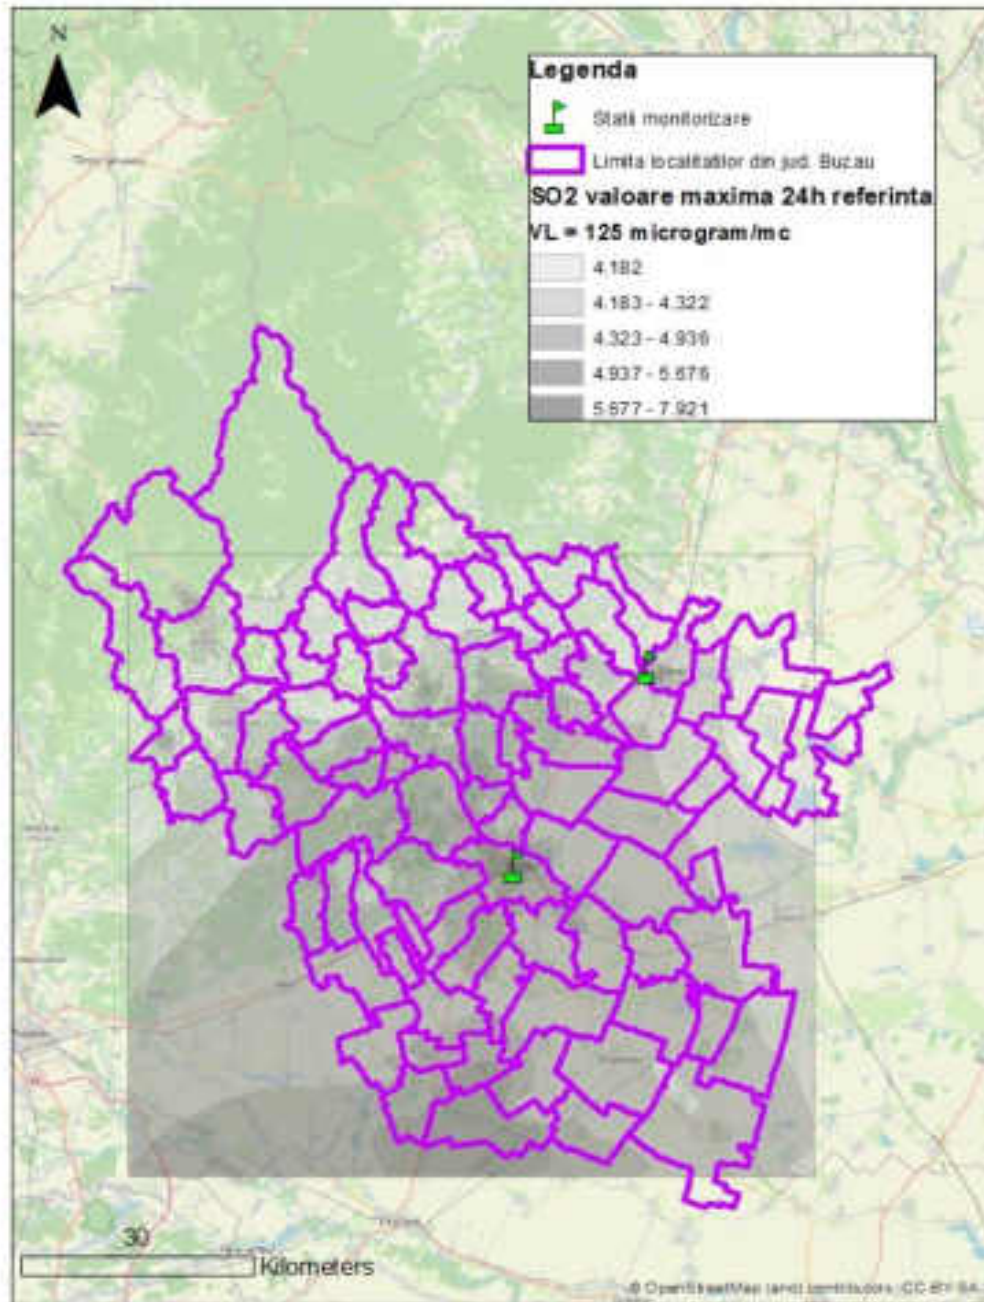 N
Legenda
Statii monitorizare
Limita localitatilor din jud. Buzau
SO2 valoare maxima 24h referinta
VL = 125 microgram/mc
4.182
4.183 - 4.322
4.323 - 4.936
4.937 - 5.676
5.677 - 7.921
30
Kilometers
© OpenStreetMap (and) contributors, CC-BY-SA